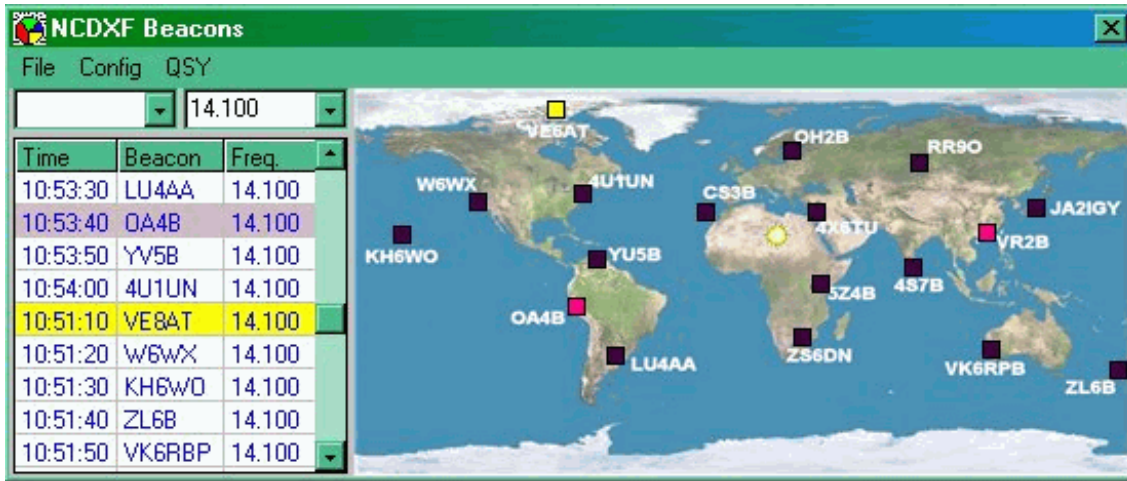 NCDXF Beacons
File Config QSY
14.100
Time Beacon Freq.
10:53:30 LU4AA 14.100
10:53:40 OA4B 14.100
10:53:50 YV5B 14.100
10:54:00 4U1UN 14.100
10:51:10 VE8AT 14.100
10:51:20 W6WX 14.100
10:51:30 KH6WO 14.100
10:51:40 ZL6B 14.100
10:51:50 VK6RBP 14.100
VE6AT
OH2B
RR9O
W6WX
4U1UN
CS3B
4X6TU
JA2IGY
KH6WO
YU5B
VR2B
4S7B
5Z4B
OA4B
LU4AA
ZS6DN
VK6RPB
ZL6B